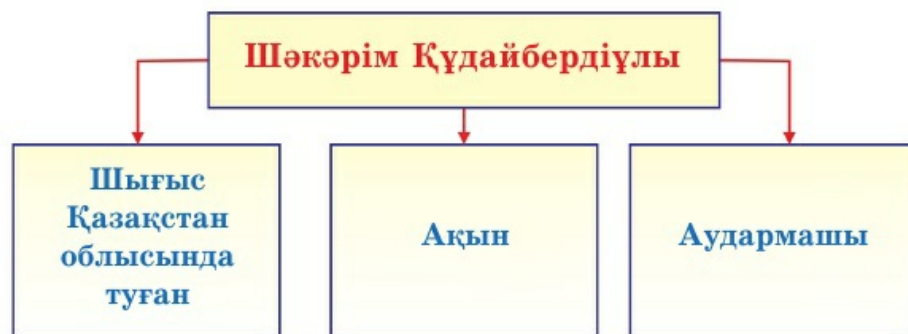 Шәкәрім Құдайбердіұлы
Шығыс
Қазақстан
облысында
туған
Ақын
Аудармашы